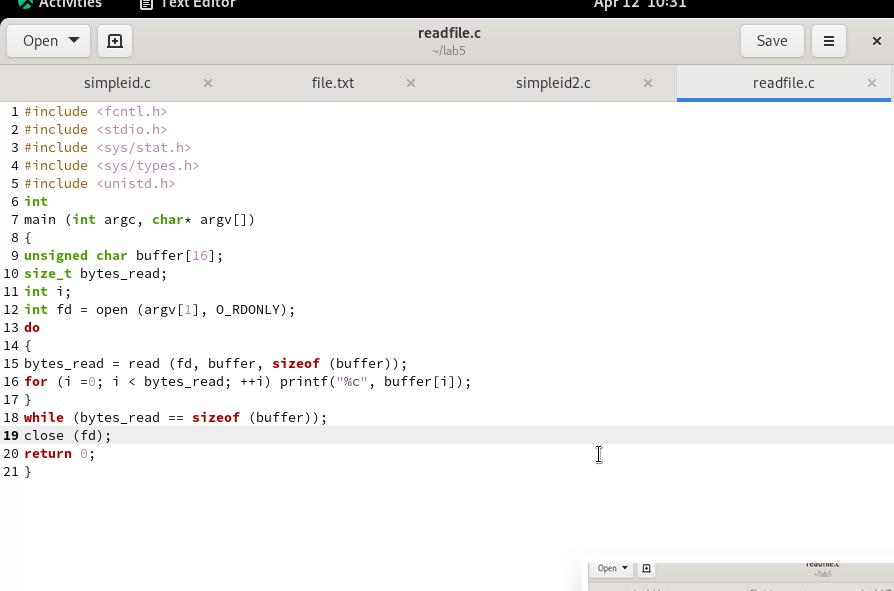 Activities Text Editor Apr 12 10:31
Open readfile.c Save
~/lab5
simpleid.c file.txt simpleid2.c readfile.c
1 #include <fcntl.h>
2 #include <stdio.h>
3 #include <sys/stat.h>
4 #include <sys/types.h>
5 #include <unistd.h>
6 int
7 main (int argc, char* argv[])
8 {
9 unsigned char buffer[16];
10 size_t bytes_read;
11 int i;
12 int fd = open (argv[1], O_RDONLY);
13 do
14 {
15 bytes_read = read (fd, buffer, sizeof (buffer));
16 for (i =0; i < bytes_read; ++i) printf("%c", buffer[i]);
17 }
18 while (bytes_read == sizeof (buffer));
19 close (fd);
20 return 0;
21 }
Open readfile.c
~/lab5